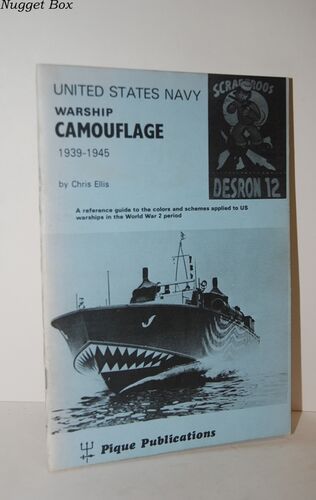 Nugget Box
UNITED STATES NAVY
WARSHIP
CAMOUFLAGE
1939-1945
by Chris Ellis
DESRON 12
A reference guide to the colors and schemes applied to US
warships in the World War 2 period
Pique Publications